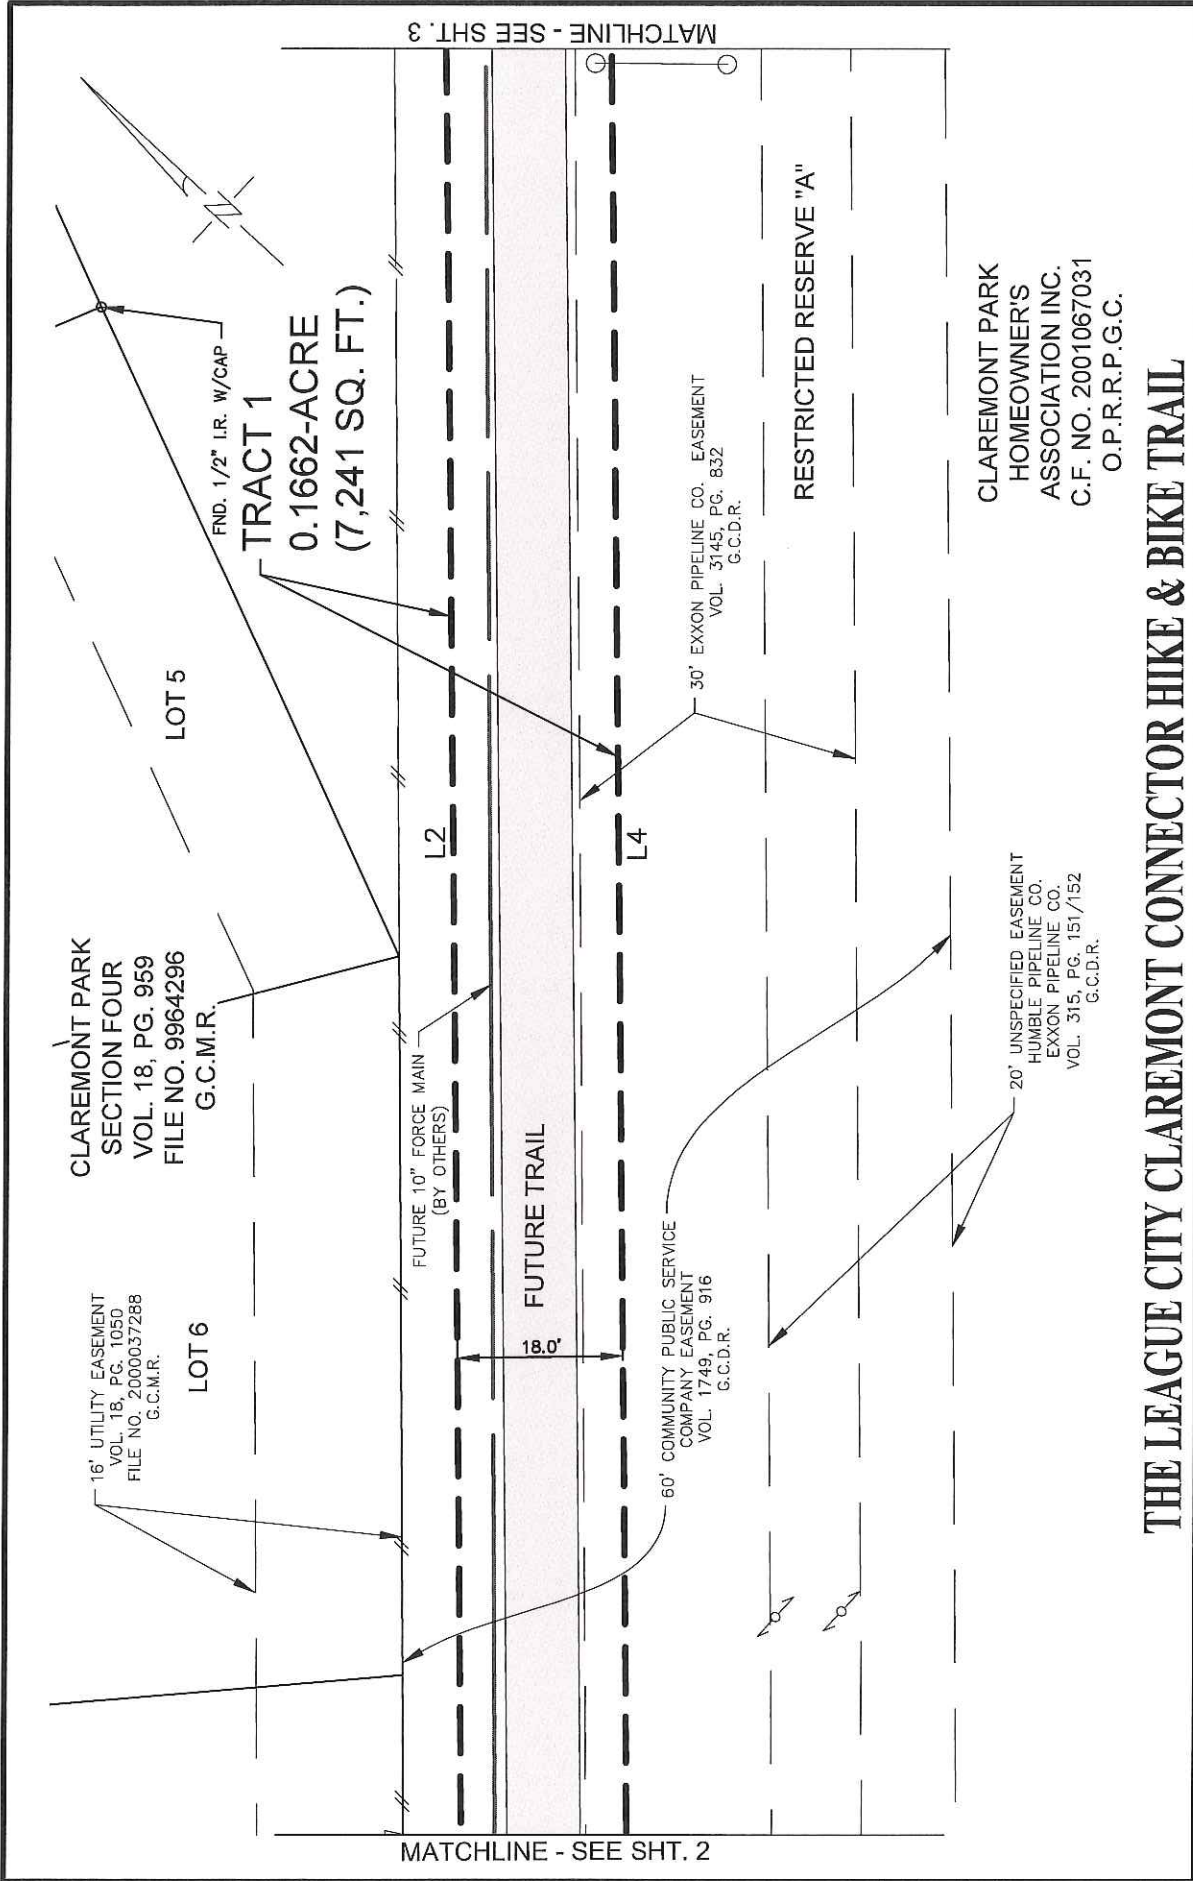 MATCHLINE - SEE SHT. 3
FND. 1/2" I.R. W/CAP
TRACT 1
0.1662-ACRE
(7,241 SQ. FT.)
LOT 5
CLAREMONT PARK
SECTION FOUR
VOL. 18, PG. 959
FILE NO. 9964296
G.C.M.R.
16' UTILITY EASEMENT
VOL. 18, PG. 1050
FILE NO. 2000037288
G.C.M.R.
LOT 6
L2
FUTURE 10" FORCE MAIN
(BY OTHERS)
FUTURE TRAIL
18.0'
L4
30' EXXON PIPELINE CO. EASEMENT
VOL. 3145, PG. 832
G.C.D.R.
RESTRICTED RESERVE "A"
60' COMMUNITY PUBLIC SERVICE
COMPANY EASEMENT
VOL. 1749, PG. 916
G.C.D.R.
20' UNSPECIFIED EASEMENT
HUMBLE PIPELINE CO.
EXXON PIPELINE CO.
VOL. 315, PG. 151/152
G.C.D.R.
CLAREMONT PARK
HOMEOWNER'S
ASSOCIATION INC.
C.F. NO. 2001067031
O.P.R.R.P.G.C.
MATCHLINE - SEE SHT. 2
THE LEAGUE CITY CLAREMONT CONNECTOR HIKE & BIKE TRAIL
N